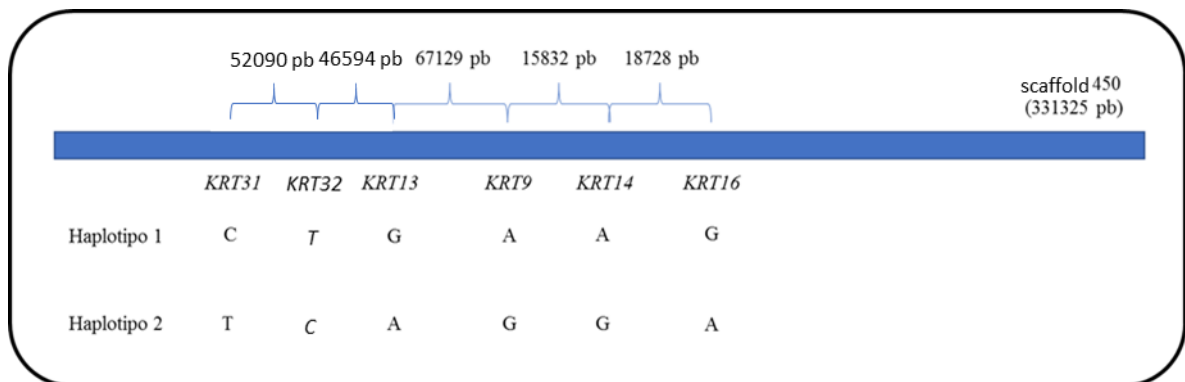 52090 pb 46594 pb 67129 pb 15832 pb 18728 pb
scaffold 450
(331325 pb)
KRT31 KRT32 KRT13 KRT9 KRT14 KRT16
Haplotipo 1 C T G A A G
Haplotipo 2 T C A G G A